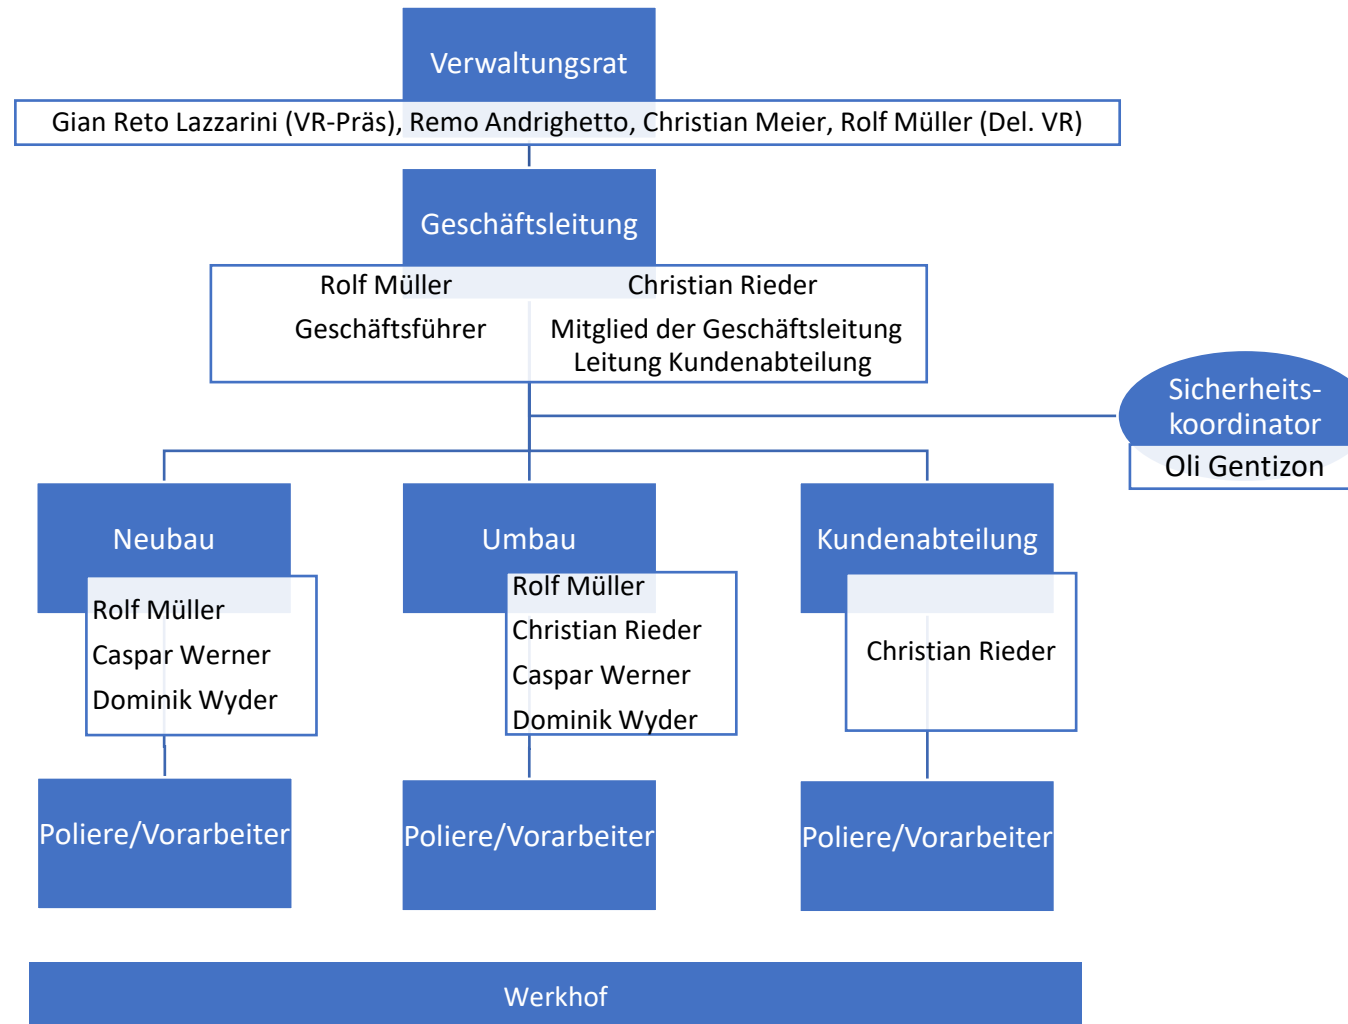 Verwaltungsrat
Gian Reto Lazzarini (VR-Präs), Remo Andrighetto, Christian Meier, Rolf Müller (Del. VR)
Geschäftsleitung
Rolf Müller
Geschäftsführer
Christian Rieder
Mitglied der Geschäftsleitung
Leitung Kundenabteilung
Sicherheits-
koordinator
Oli Gentizon
Neubau
Rolf Müller
Caspar Werner
Dominik Wyder
Umbau
Rolf Müller
Christian Rieder
Caspar Werner
Dominik Wyder
Kundenabteilung
Christian Rieder
Poliere/Vorarbeiter
Poliere/Vorarbeiter
Poliere/Vorarbeiter
Werkhof